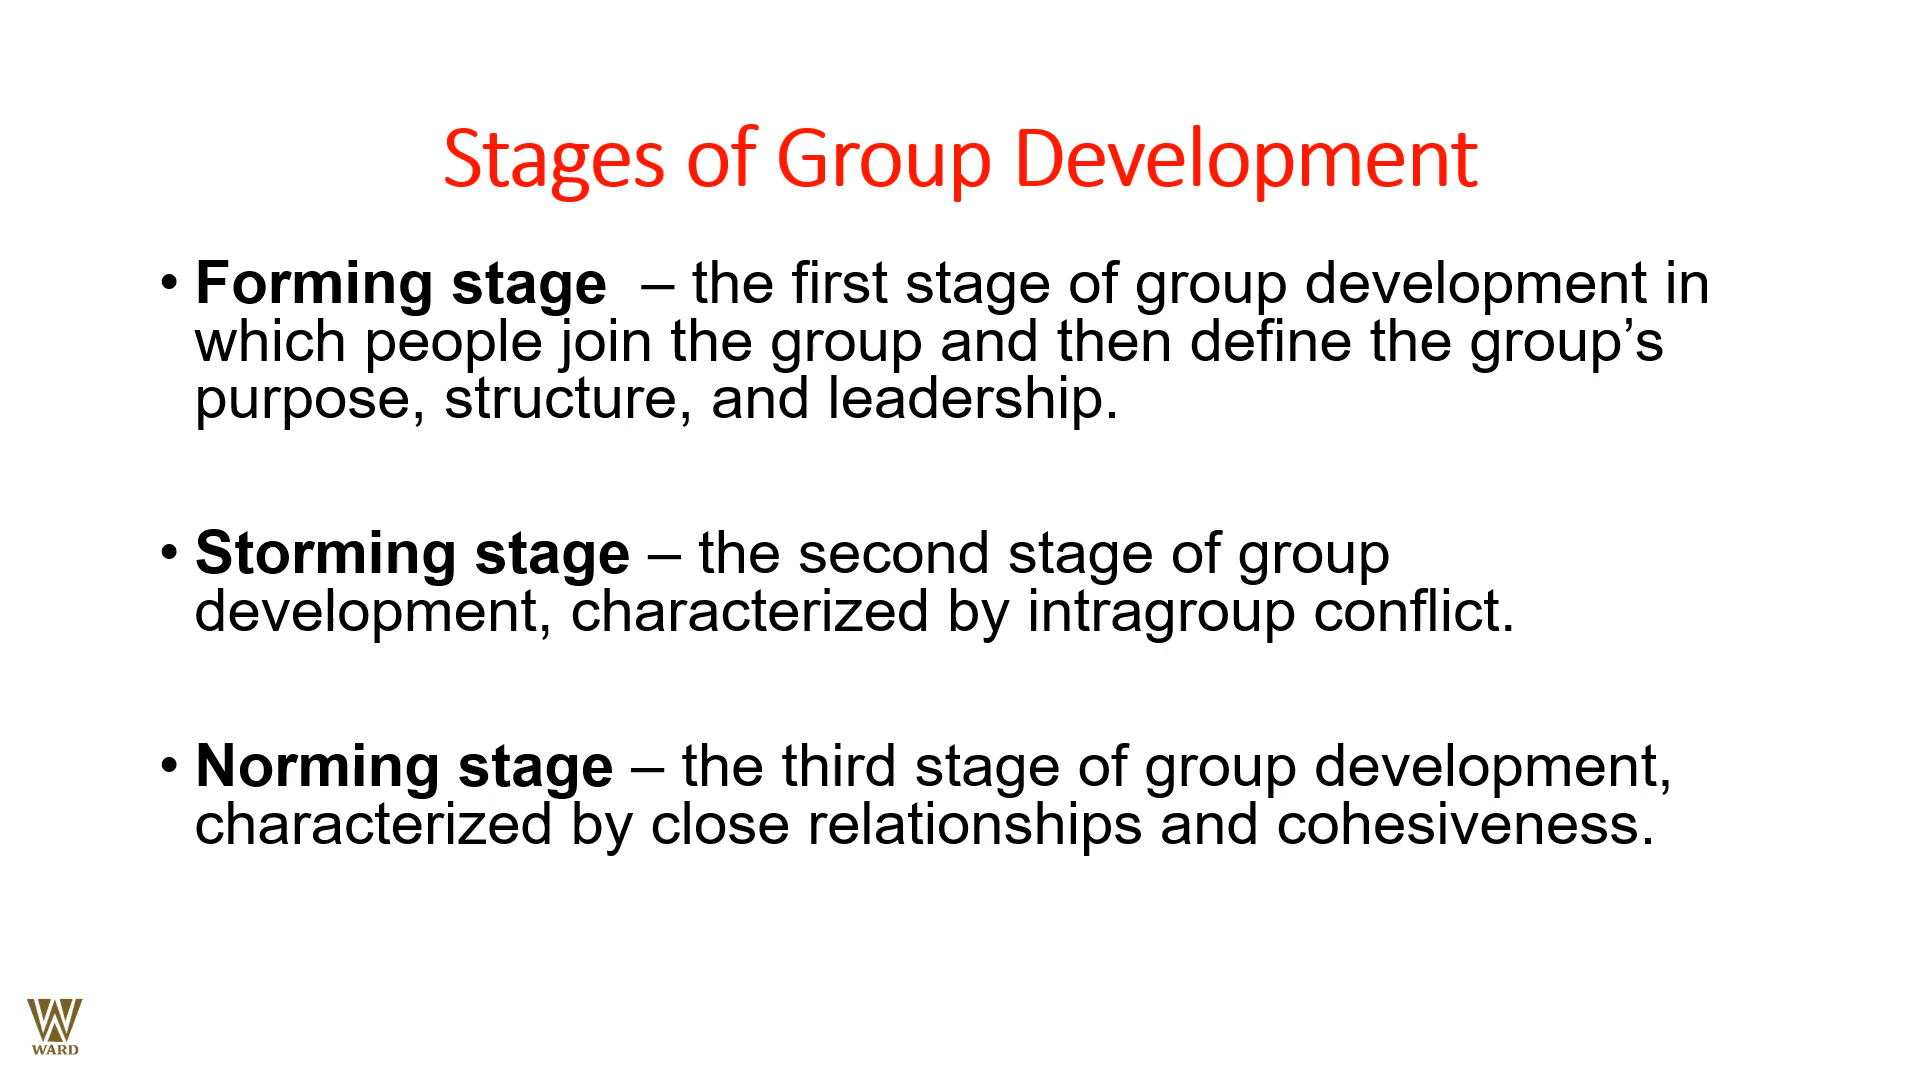 Stages of Group Development
• Forming stage – the first stage of group development in
which people join the group and then define the group’s
purpose, structure, and leadership.
• Storming stage – the second stage of group
development, characterized by intragroup conflict.
• Norming stage – the third stage of group development,
characterized by close relationships and cohesiveness.
WARD